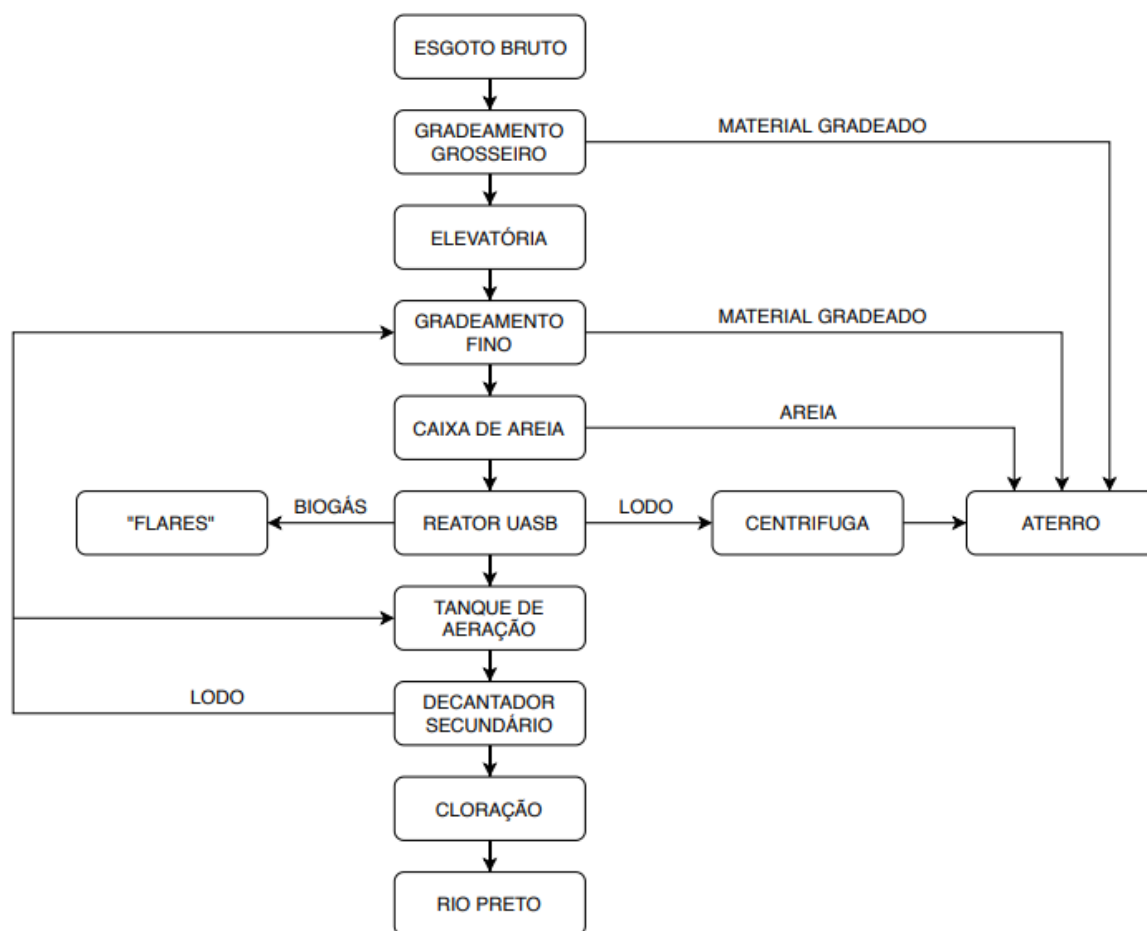 ESGOTO BRUTO
GRADEAMENTO
GROSSEIRO
MATERIAL GRADEADO
ELEVATÓRIA
GRADEAMENTO
FINO
MATERIAL GRADEADO
CAIXA DE AREIA
AREIA
"FLARES"
BIOGÁS
REATOR UASB
LODO
CENTRIFUGA
ATERRO
TANQUE DE
AERAÇÃO
LODO
DECANTADOR
SECUNDÁRIO
CLORAÇÃO
RIO PRETO